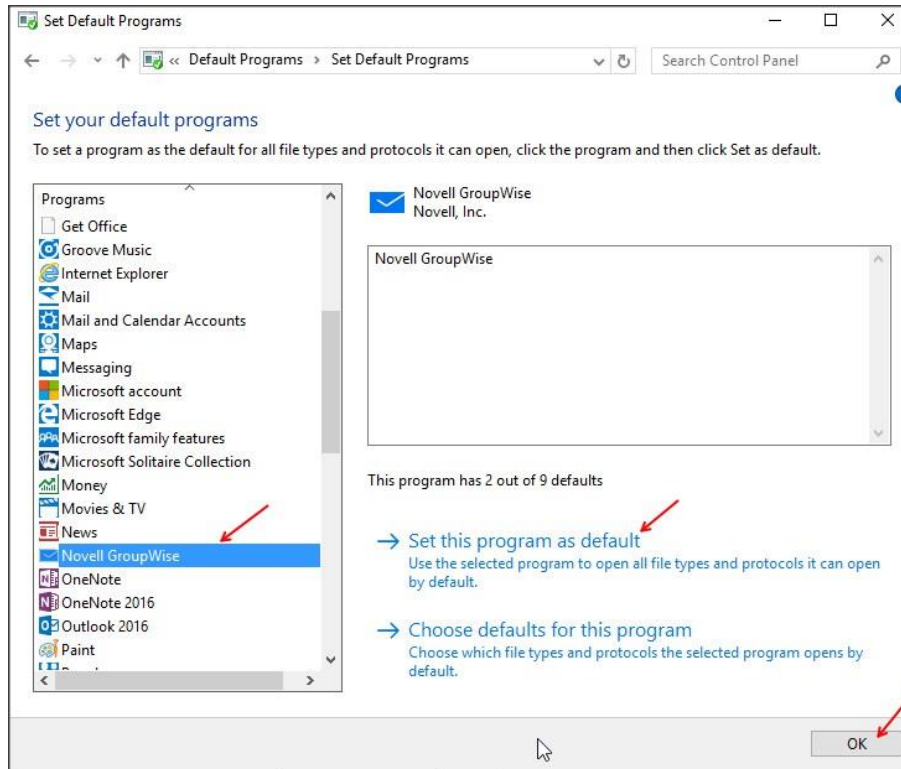 Set Default Programs
« Default Programs > Set Default Programs
Search Control Panel
Set your default programs
To set a program as the default for all file types and protocols it can open, click the program and then click Set as default.
Programs
Get Office
Groove Music
Internet Explorer
Mail
Mail and Calendar Accounts
Maps
Messaging
Microsoft account
Microsoft Edge
Microsoft family features
Microsoft Solitaire Collection
Money
Movies & TV
News
Novell GroupWise
OneNote
OneNote 2016
Outlook 2016
Paint
Novell GroupWise
Novell, Inc.
Novell GroupWise
This program has 2 out of 9 defaults
Set this program as default
Use the selected program to open all file types and protocols it can open
by default.
Choose defaults for this program
Choose which file types and protocols the selected program opens by
default.
OK